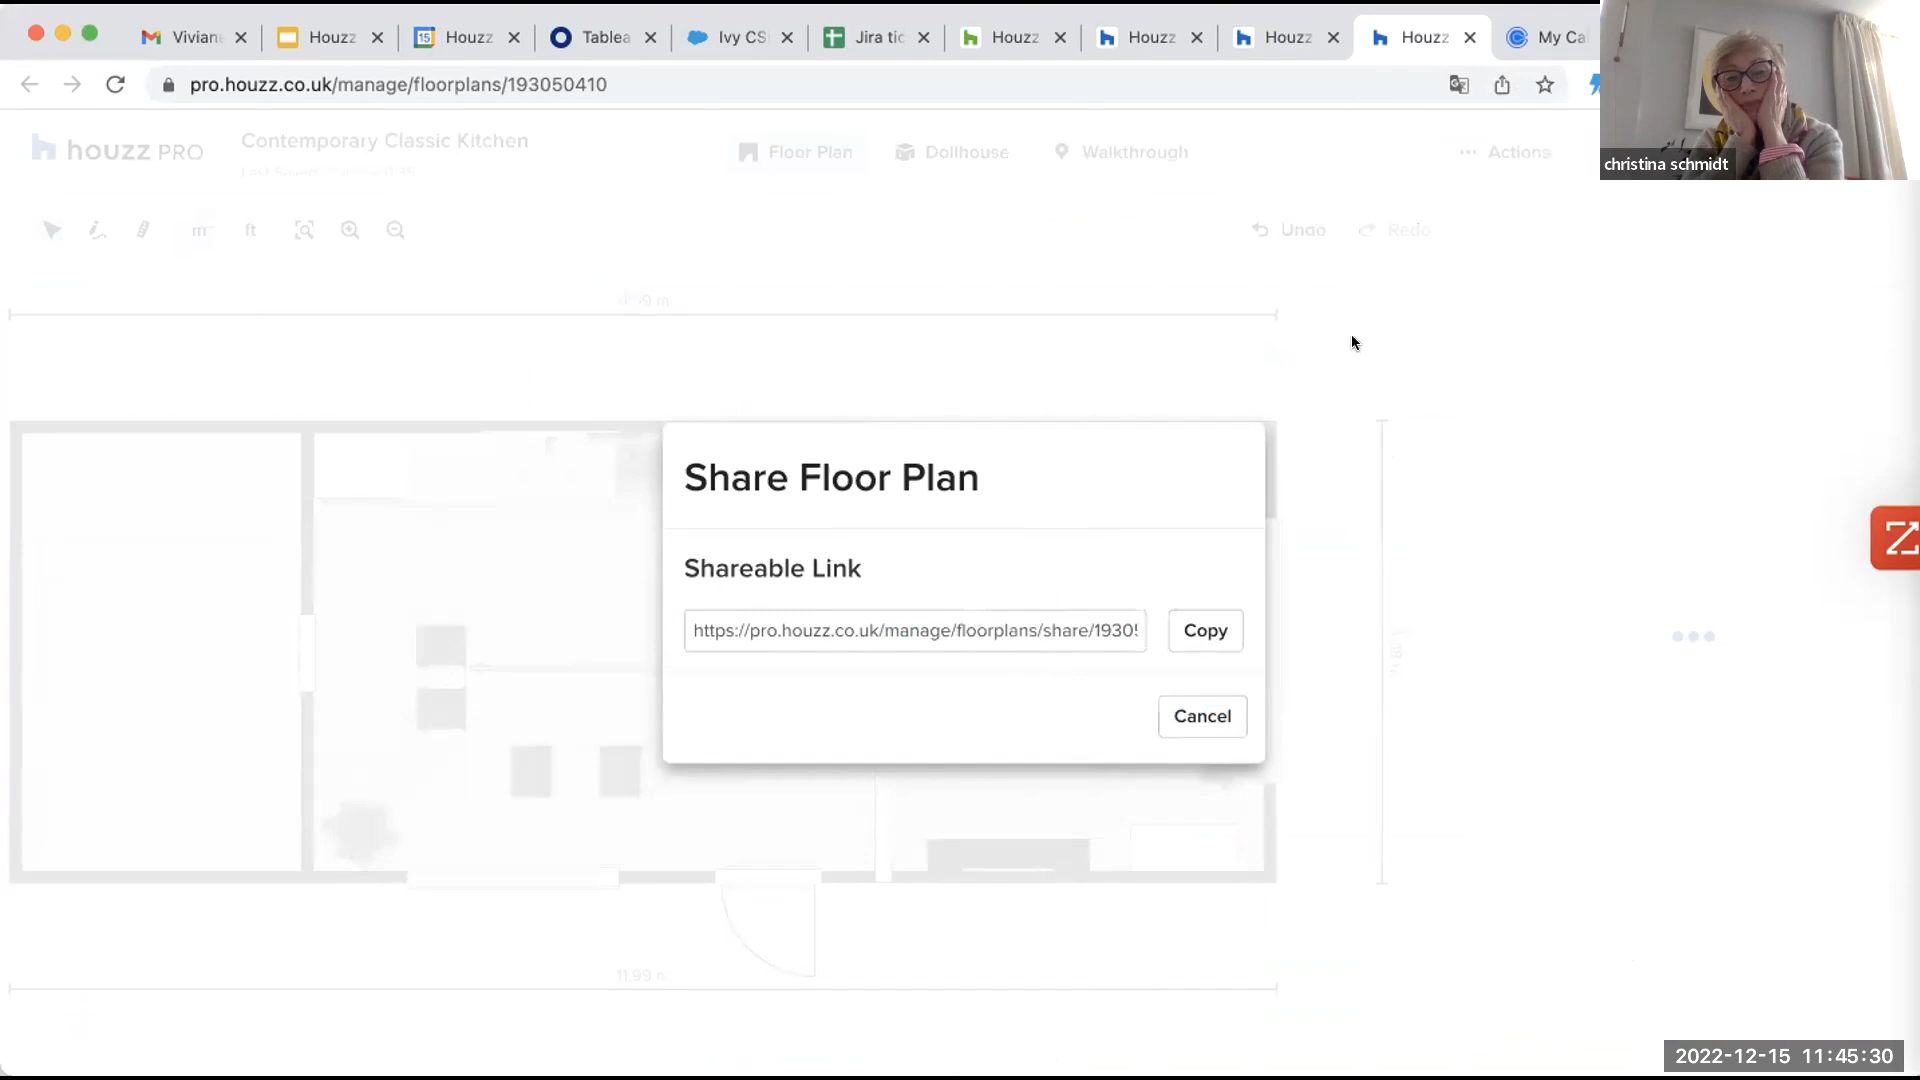 Vivian
Houzz
Houzz
Tablea
Ivy CS
Jira tic
Houzz
Houzz
Houzz
Houzz
My Ca
pro.houzz.co.uk/manage/floorplans/193050410
christina schmidt
houzz PRO
Contemporary Classic Kitchen
Floor Plan
Dollhouse
Walkthrough
Actions
m
ft
Undo
Redo
Share Floor Plan
Shareable Link
https://pro.houzz.co.uk/manage/floorplans/share/1930
Copy
Cancel
11.99
2022-12-15 11:45:30